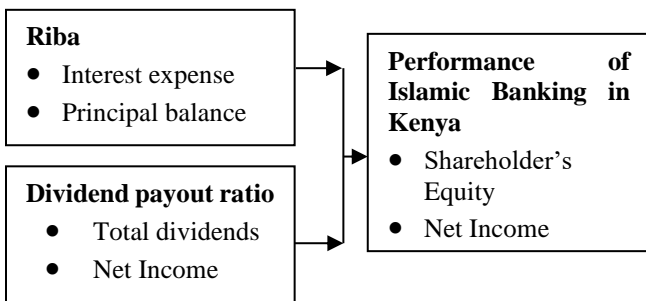 Riba
● Interest expense
● Principal balance
Dividend payout ratio
● Total dividends
● Net Income
Performance of
Islamic Banking in
Kenya
● Shareholder's
Equity
● Net Income